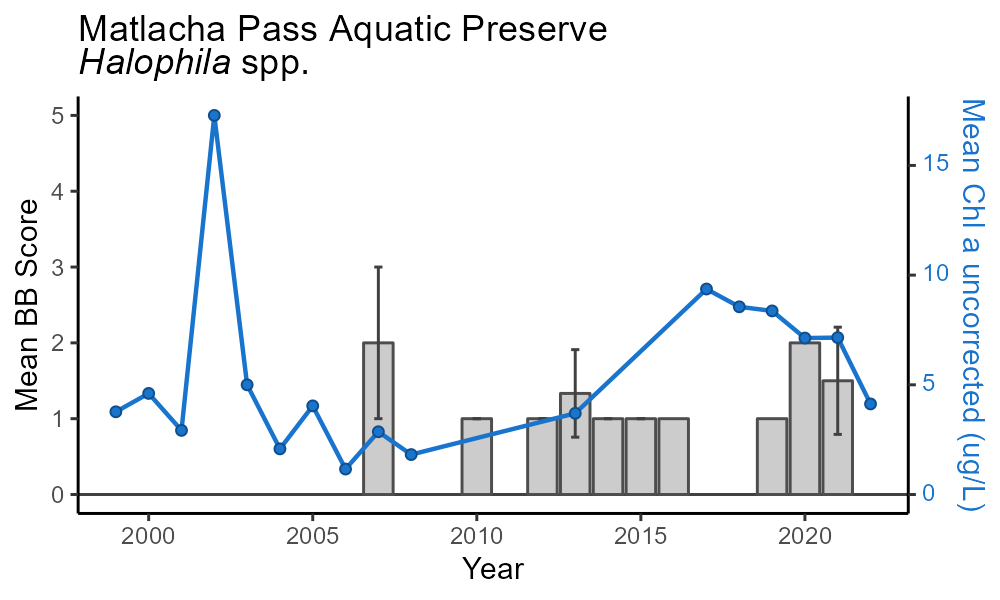 Matlacha Pass Aquatic Preserve
Halophila spp.
Mean BB Score
5
4
3
2
1
0
Mean Chl a uncorrected (ug/L)
15
10
5
0
2000 2005 2010 2015 2020
Year